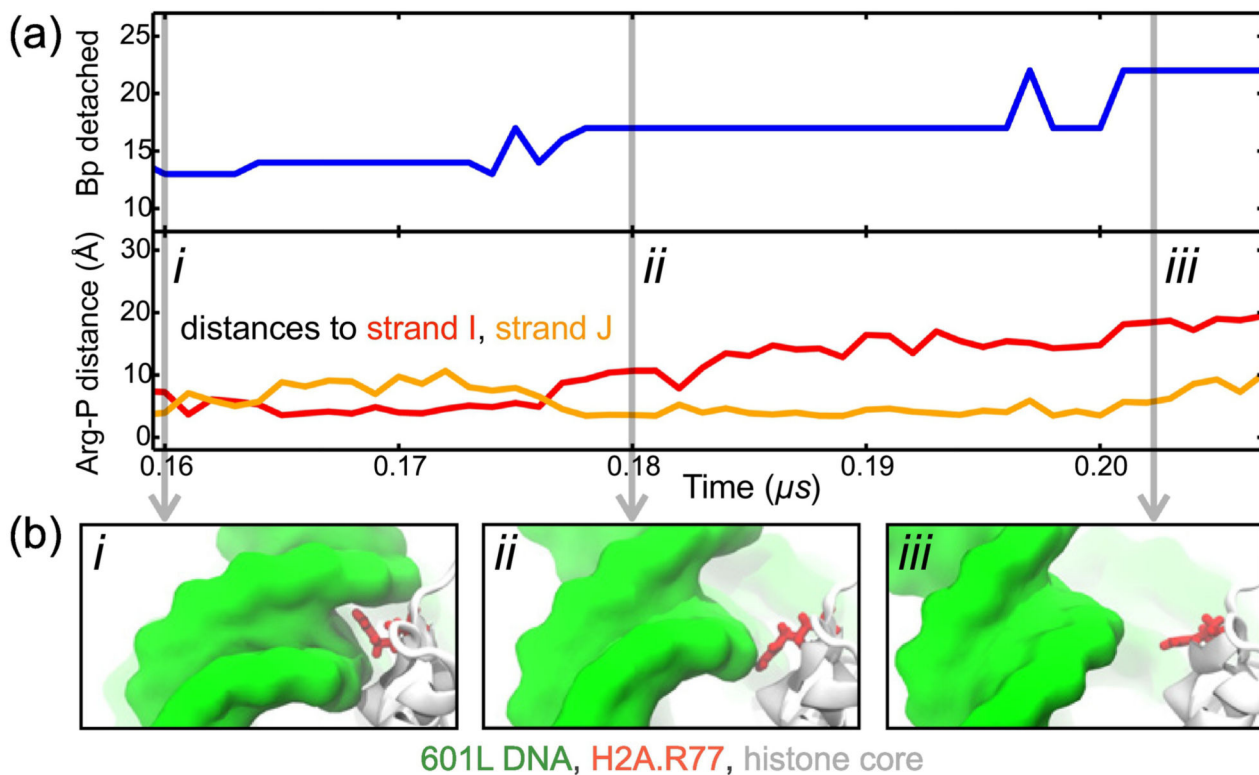 (a)
Bp detached
25
20
15
10
Arg-P distance (Å)
30
20
10
0
i
ii
iii
distances to strand I, strand J
0.16
0.17
0.18
0.19
0.20
Time (µs)
(b)
i
ii
iii
601L DNA, H2A.R77, histone core